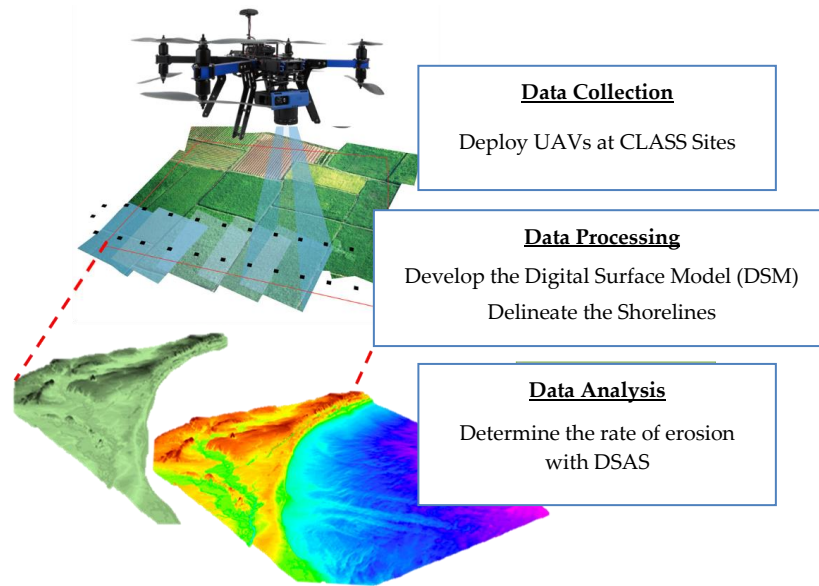 Data Collection
Deploy UAVs at CLASS Sites
Data Processing
Develop the Digital Surface Model (DSM)
Delineate the Shorelines
Data Analysis
Determine the rate of erosion
with DSAS